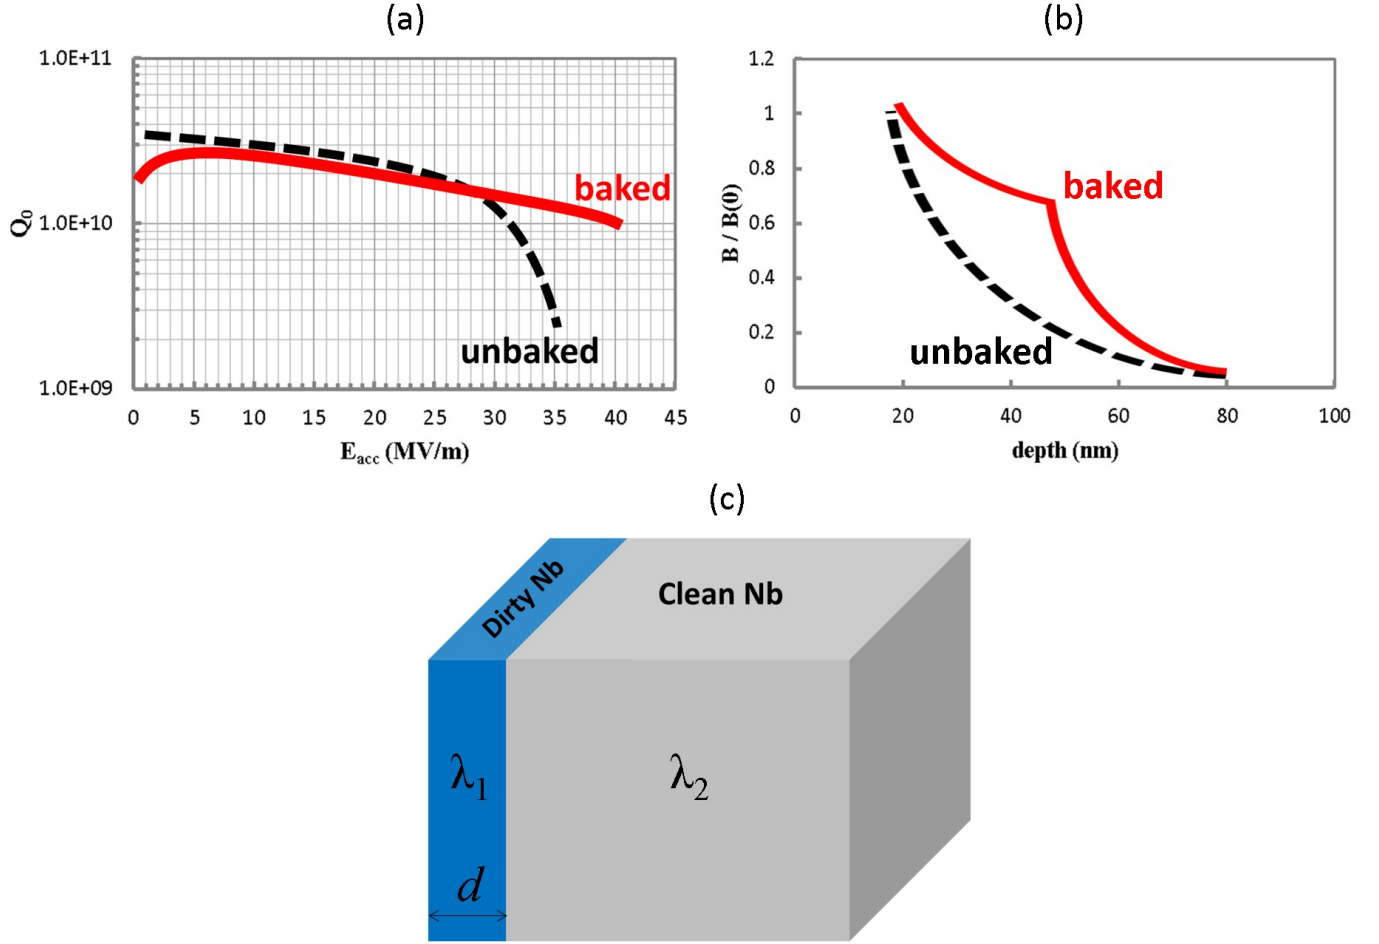 (a)
1.0E+11
1.0E+10
1.0E+09
Q₀
baked
unbaked
0 5 10 15 20 25 30 35 40 45
Eacc (MV/m)
(b)
1.2
1
0.8
0.6
0.4
0.2
0
B / B(0)
baked
unbaked
0 20 40 60 80 100
depth (nm)
(c)
Dirty Nb
Clean Nb
λ₁
λ₂
d